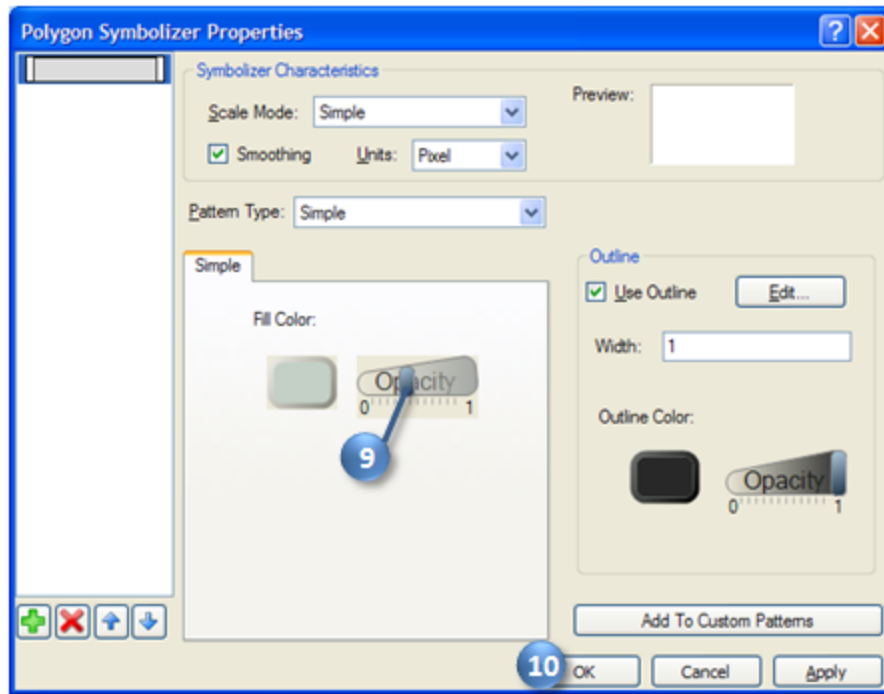 Polygon Symbolizer Properties
Symbolizer Characteristics
Scale Mode: Simple
Preview:
Smoothing Units: Pixel
Pattern Type: Simple
Simple
Fill Color:
Opacity
0 1
9
Outline
Use Outline Edit...
Width: 1
Outline Color:
Opacity
0 1
Add To Custom Patterns
10 OK Cancel Apply